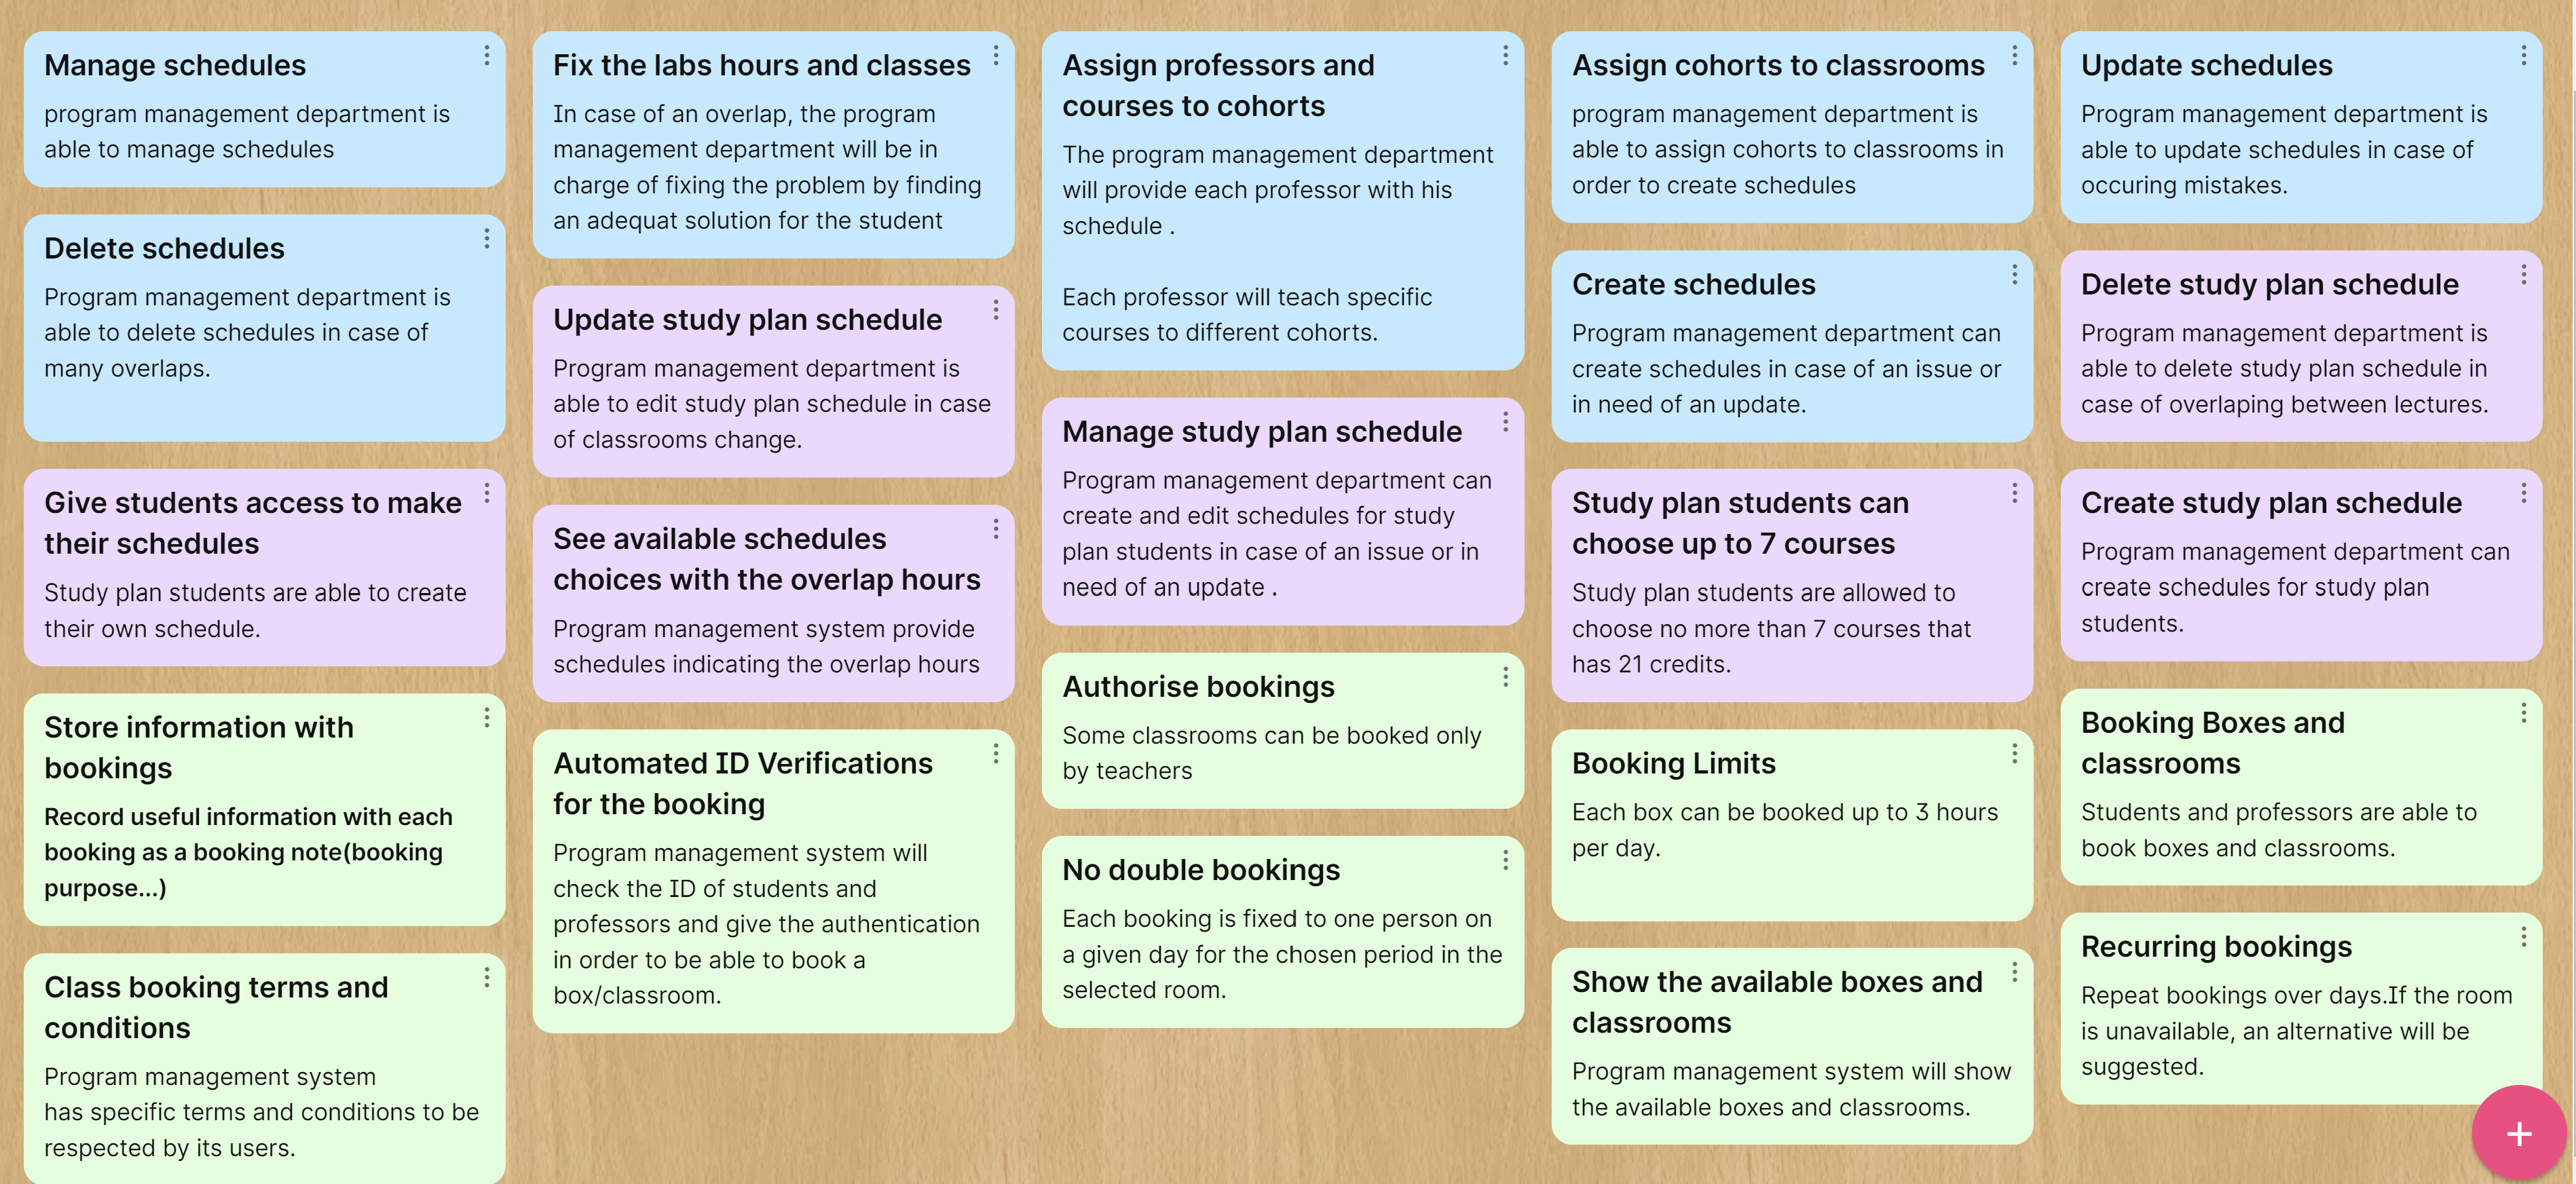 Manage schedules
program management department is
able to manage schedules
Fix the labs hours and classes
In case of an overlap, the program
management department will be in
charge of fixing the problem by finding
an adequat solution for the student
Assign professors and
courses to cohorts
The program management department
will provide each professor with his
schedule .
Each professor will teach specific
courses to different cohorts.
Assign cohorts to classrooms
program management department is
able to assign cohorts to classrooms in
order to create schedules
Update schedules
Program management department is
able to update schedules in case of
occuring mistakes.
Delete schedules
Program management department is
able to delete schedules in case of
many overlaps.
Update study plan schedule
Program management department is
able to edit study plan schedule in case
of classrooms change.
Manage study plan schedule
Program management department can
create and edit schedules for study
plan students in case of an issue or in
need of an update .
Create schedules
Program management department can
create schedules in case of an issue or
in need of an update.
Delete study plan schedule
Program management department is
able to delete study plan schedule in
case of overlaping between lectures.
Give students access to make
their schedules
Study plan students are able to create
their own schedule.
See available schedules
choices with the overlap hours
Program management system provide
schedules indicating the overlap hours
Authorise bookings
Some classrooms can be booked only
by teachers
Study plan students can
choose up to 7 courses
Study plan students are allowed to
choose no more than 7 courses that
has 21 credits.
Create study plan schedule
Program management department can
create schedules for study plan
students.
Store information with
bookings
Record useful information with each
booking as a booking note(booking
purpose...)
Automated ID Verifications
for the booking
Program management system will
check the ID of students and
professors and give the authentication
in order to be able to book a
box/classroom.
No double bookings
Each booking is fixed to one person on
a given day for the chosen period in the
selected room.
Booking Limits
Each box can be booked up to 3 hours
per day.
Booking Boxes and
classrooms
Students and professors are able to
book boxes and classrooms.
Class booking terms and
conditions
Program management system
has specific terms and conditions to be
respected by its users.
Show the available boxes and
classrooms
Program management system will show
the available boxes and classrooms.
Recurring bookings
Repeat bookings over days.If the room
is unavailable, an alternative will be
suggested.
+